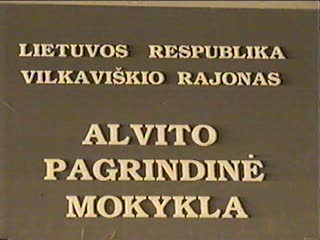 LIETUVOS RESPUBLIKA
VILKAVIŠKIO RAJONAS
ALVITO
PAGRINDINĖ
MOKYKLA